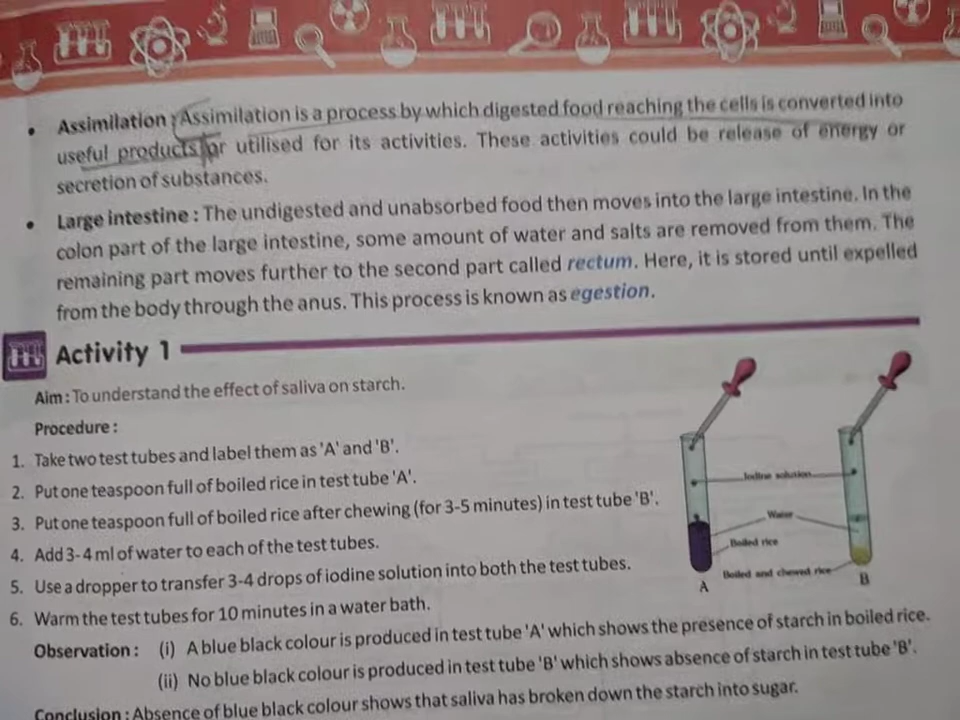 • Assimilation : Assimilation is a process by which digested food reaching the cells is converted into
useful products or utilised for its activities. These activities could be release of energy or
secretion of substances.
• Large intestine : The undigested and unabsorbed food then moves into the large intestine. In the
colon part of the large intestine, some amount of water and salts are removed from them. The
remaining part moves further to the second part called rectum. Here, it is stored until expelled
from the body through the anus. This process is known as egestion.
Activity 1
Aim : To understand the effect of saliva on starch.
Procedure :
1. Take two test tubes and label them as 'A' and 'B'.
2. Put one teaspoon full of boiled rice in test tube 'A'.
3. Put one teaspoon full of boiled rice after chewing (for 3-5 minutes) in test tube 'B'.
4. Add 3- 4 ml of water to each of the test tubes.
5. Use a dropper to transfer 3-4 drops of iodine solution into both the test tubes.
6. Warm the test tubes for 10 minutes in a water bath.
Iodine solution
Water
Boiled rice
Boiled and chewed rice
A
B
Observation : (i) A blue black colour is produced in test tube 'A' which shows the presence of starch in boiled rice.
(ii) No blue black colour is produced in test tube 'B' which shows absence of starch in test tube 'B'.
Conclusion : Absence of blue black colour shows that saliva has broken down the starch into sugar.